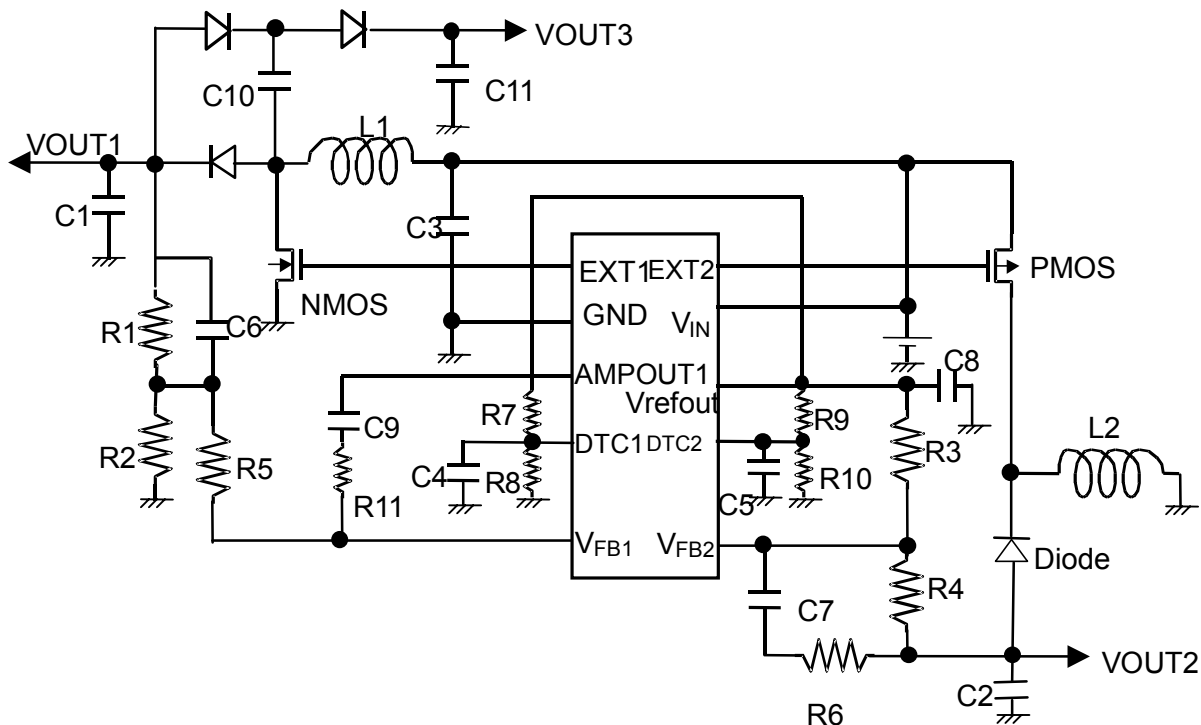 VOUT3
C10
C11
L1
VOUT1
C1
C3
EXT1
EXT2
PMOS
NMOS
GND
VIN
R1
C6
C8
AMPOUT1
Vrefout
R7
R9
C9
R3
L2
DTC1
DTC2
R2
R5
C4
R8
R10
C5
R11
VFB1
VFB2
Diode
R4
C7
VOUT2
C2
R6